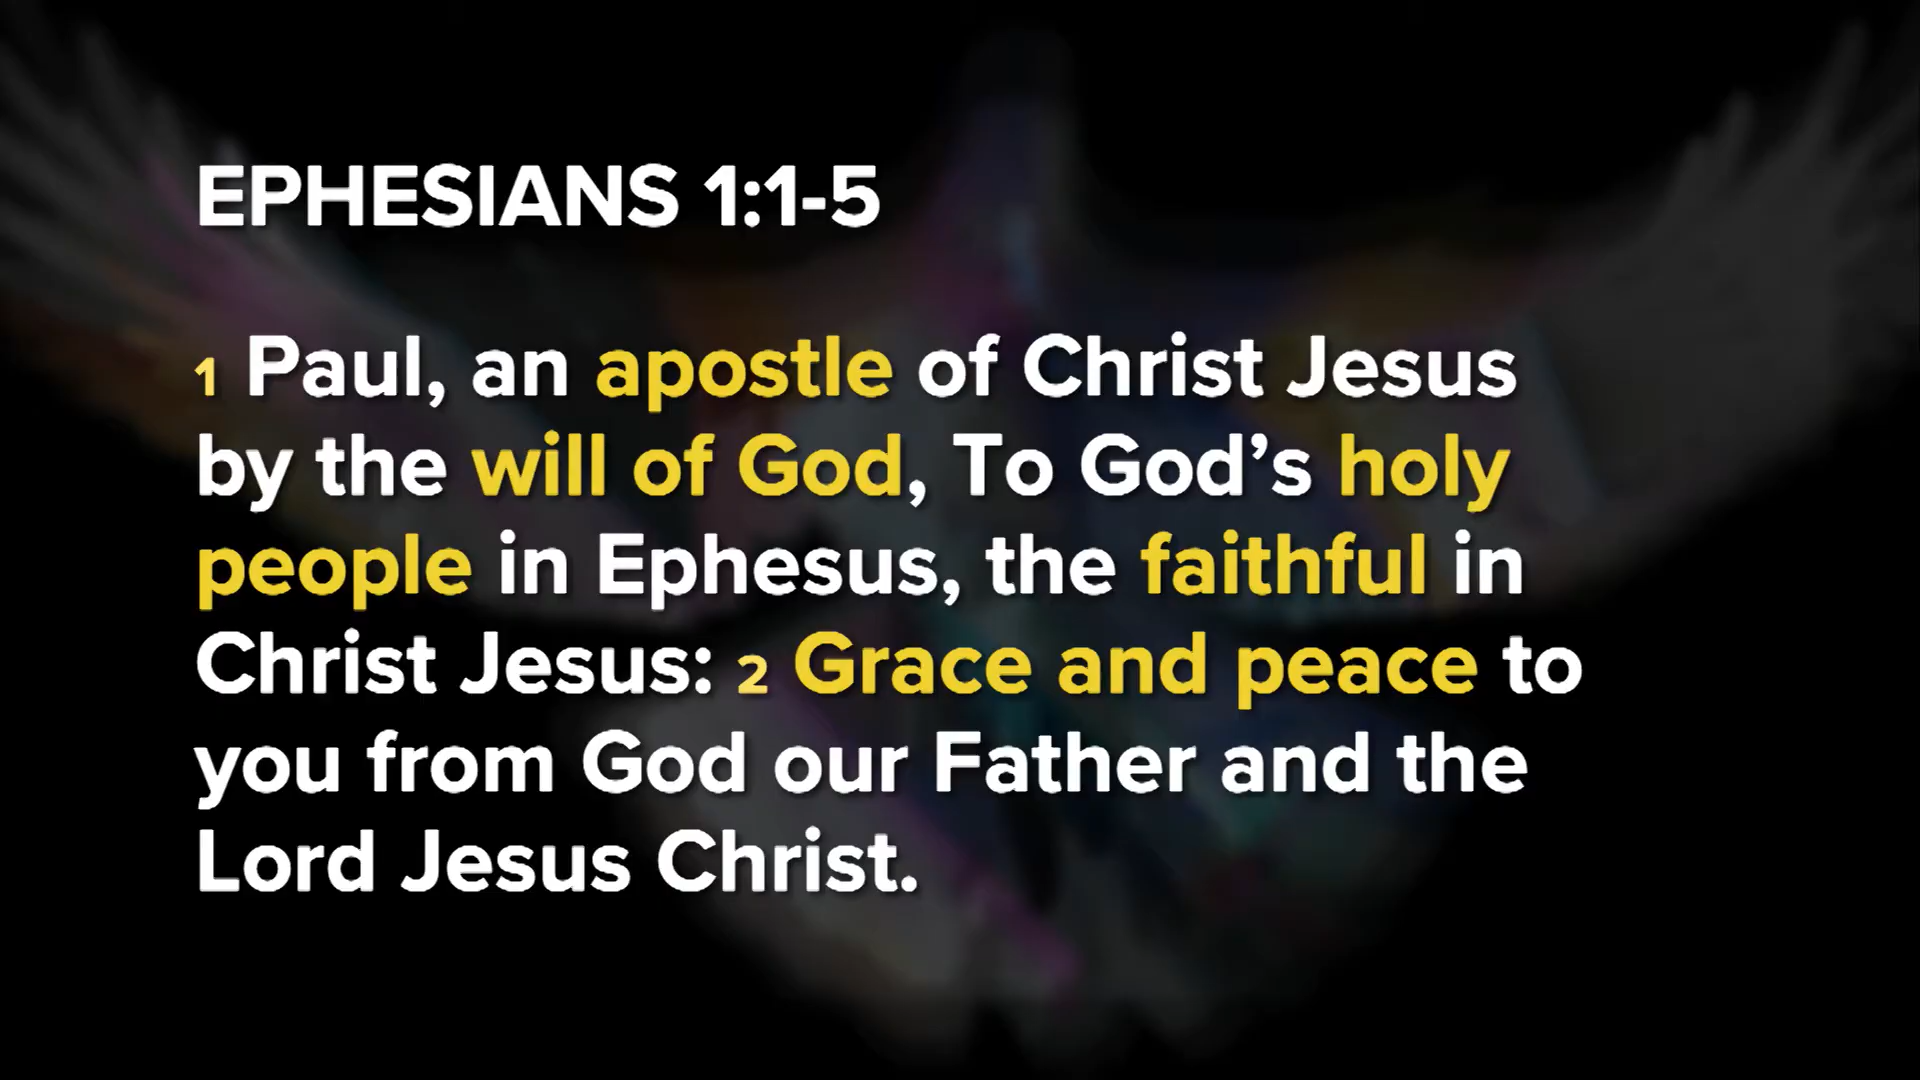 EPHESIANS 1:1-5
1 Paul, an apostle of Christ Jesus
by the will of God, To God’s holy
people in Ephesus, the faithful in
Christ Jesus: 2 Grace and peace to
you from God our Father and the
Lord Jesus Christ.